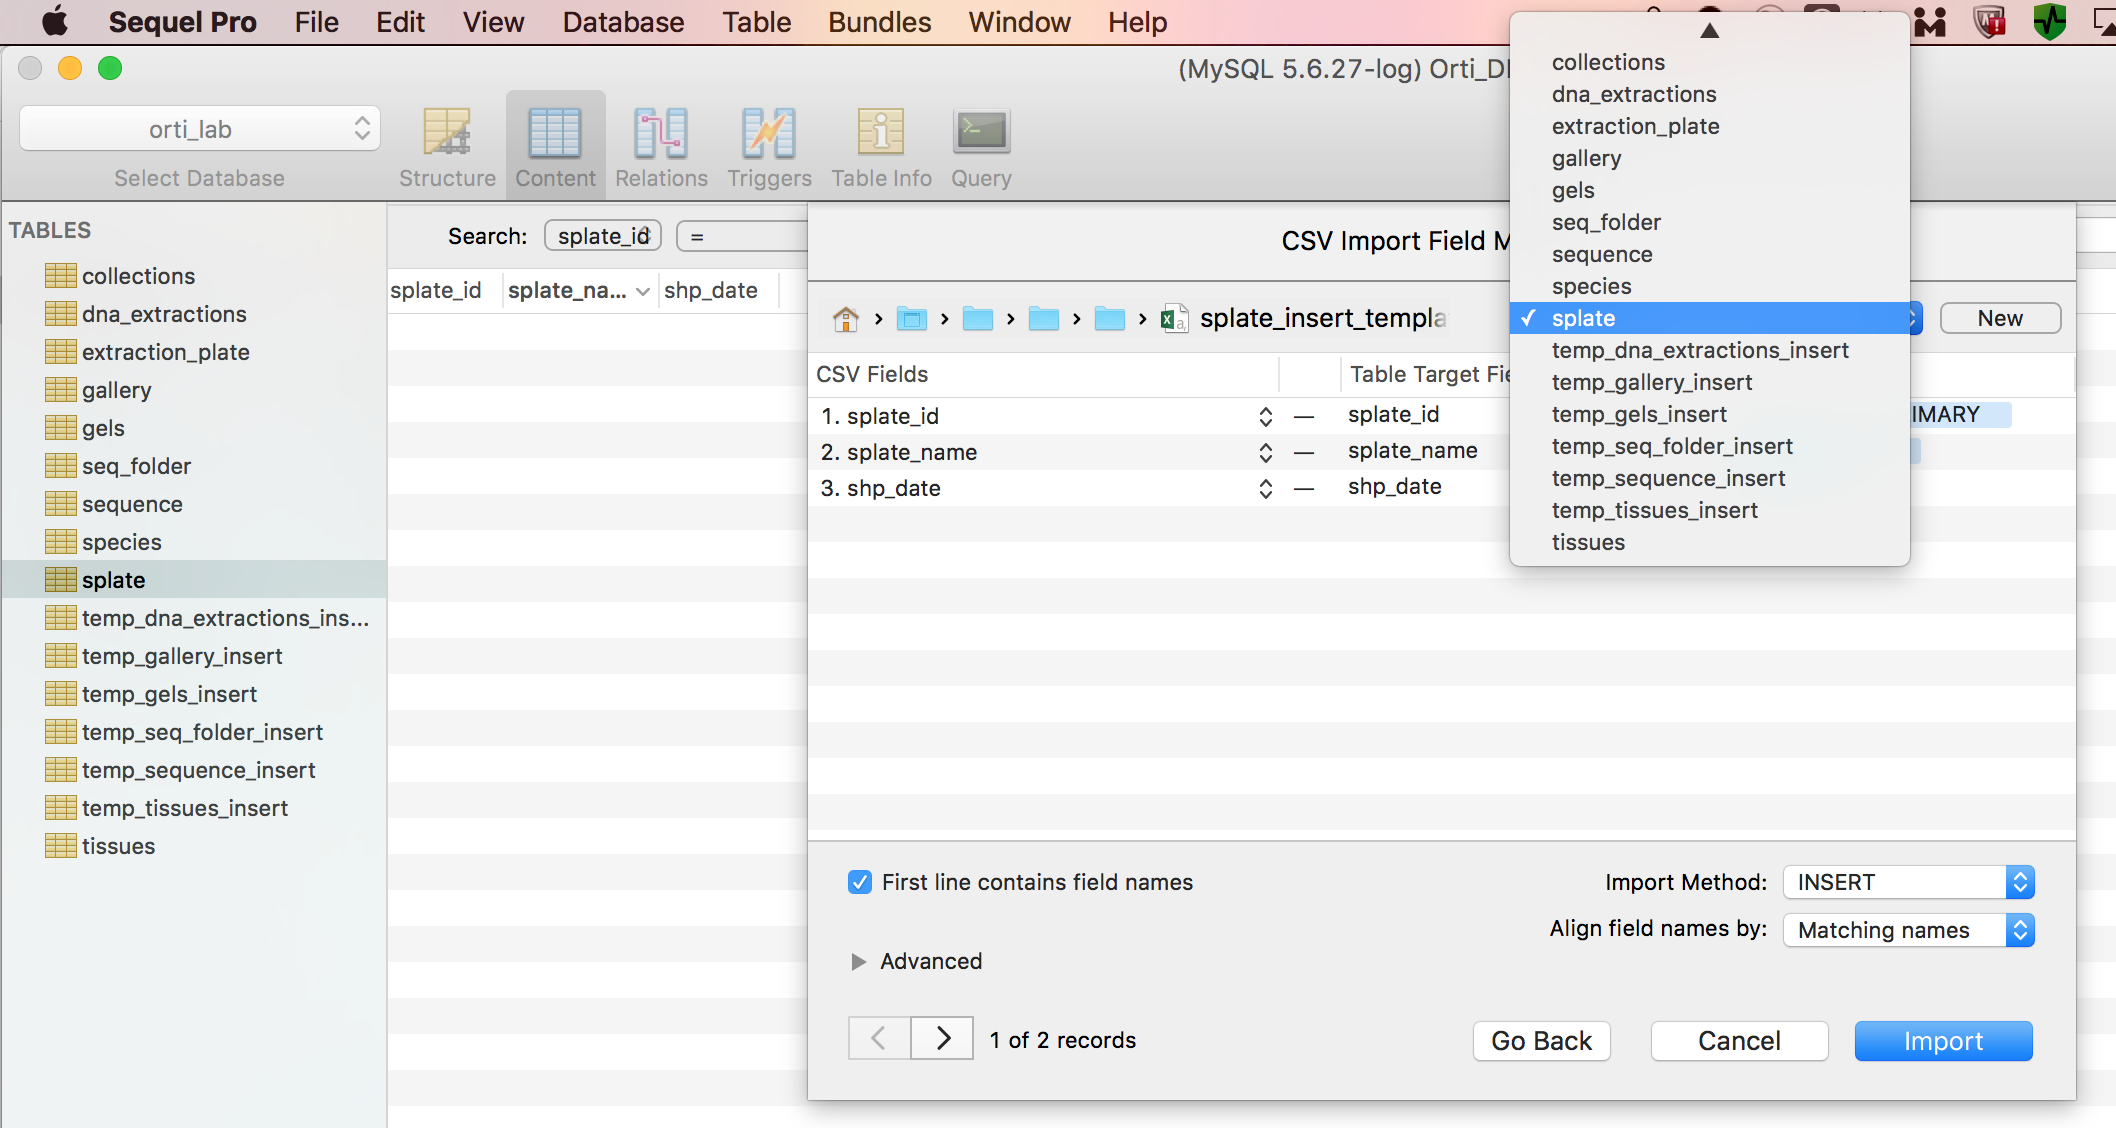 Sequel Pro File Edit View Database Table Bundles Window Help
(MySQL 5.6.27-log) Orti_D
orti_lab
Select Database
Structure Content Relations Triggers Table Info Query
TABLES
collections
dna_extractions
extraction_plate
gallery
gels
seq_folder
sequence
species
splate
temp_dna_extractions_ins...
temp_gallery_insert
temp_gels_insert
temp_seq_folder_insert
temp_sequence_insert
temp_tissues_insert
tissues
Search: splate_id =
splate_id splate_na... shp_date
CSV Import Field M
splate_insert_templa
New
CSV Fields Table Target Fie
1. splate_id — splate_id IMARY
2. splate_name — splate_name
3. shp_date — shp_date
collections
dna_extractions
extraction_plate
gallery
gels
seq_folder
sequence
species
✓ splate
temp_dna_extractions_insert
temp_gallery_insert
temp_gels_insert
temp_seq_folder_insert
temp_sequence_insert
temp_tissues_insert
tissues
First line contains field names
Import Method: INSERT
Align field names by: Matching names
Advanced
1 of 2 records
Go Back Cancel Import